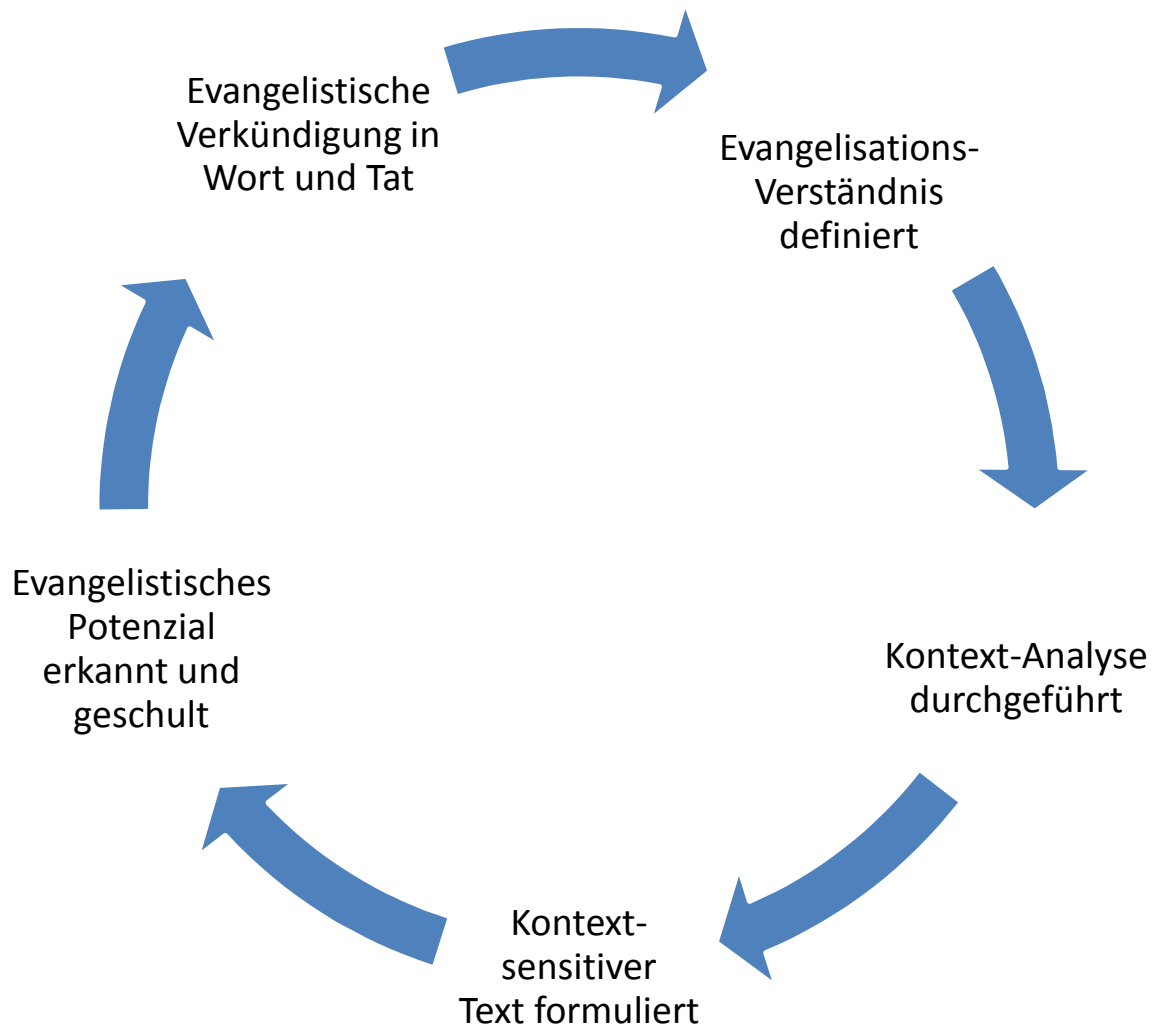 Evangelistische
Verkündigung in
Wort und Tat
Evangelisations-
Verständnis
definiert
Kontext-Analyse
durchgeführt
Kontext-
sensitiver
Text formuliert
Evangelistisches
Potenzial
erkannt und
geschult